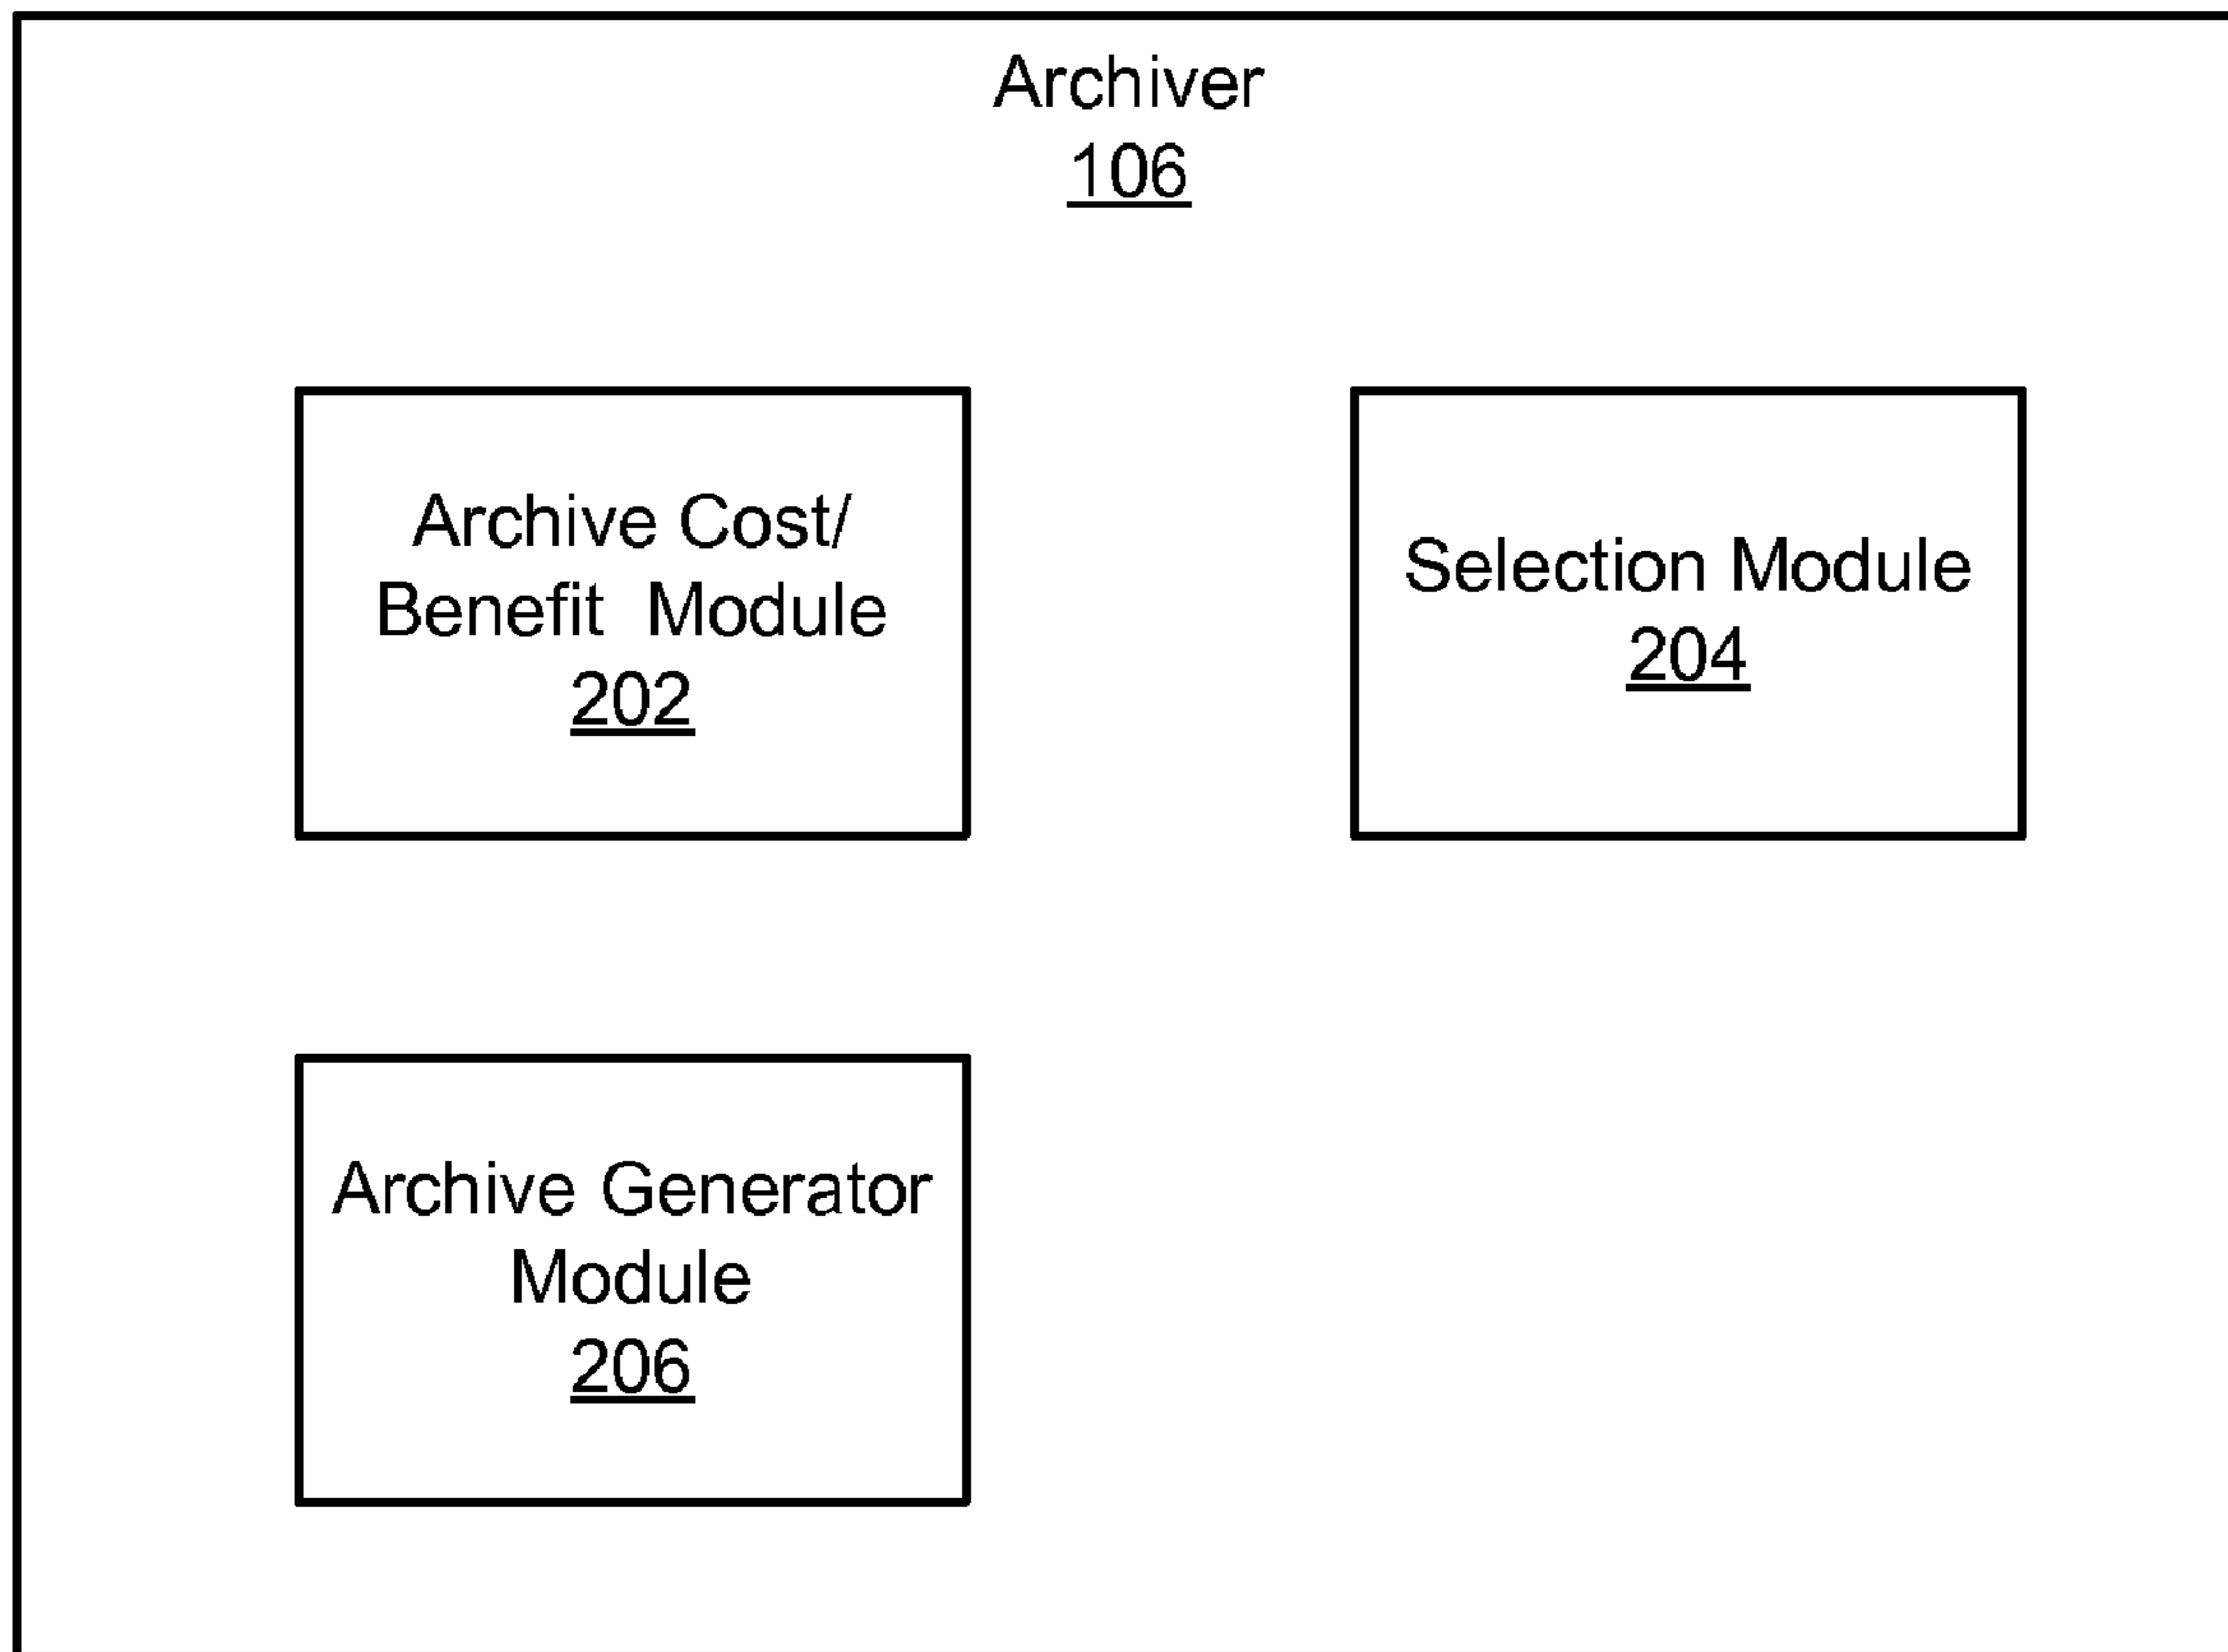 Archiver
106
Archive Cost/
Benefit Module
202
Selection Module
204
Archive Generator
Module
206